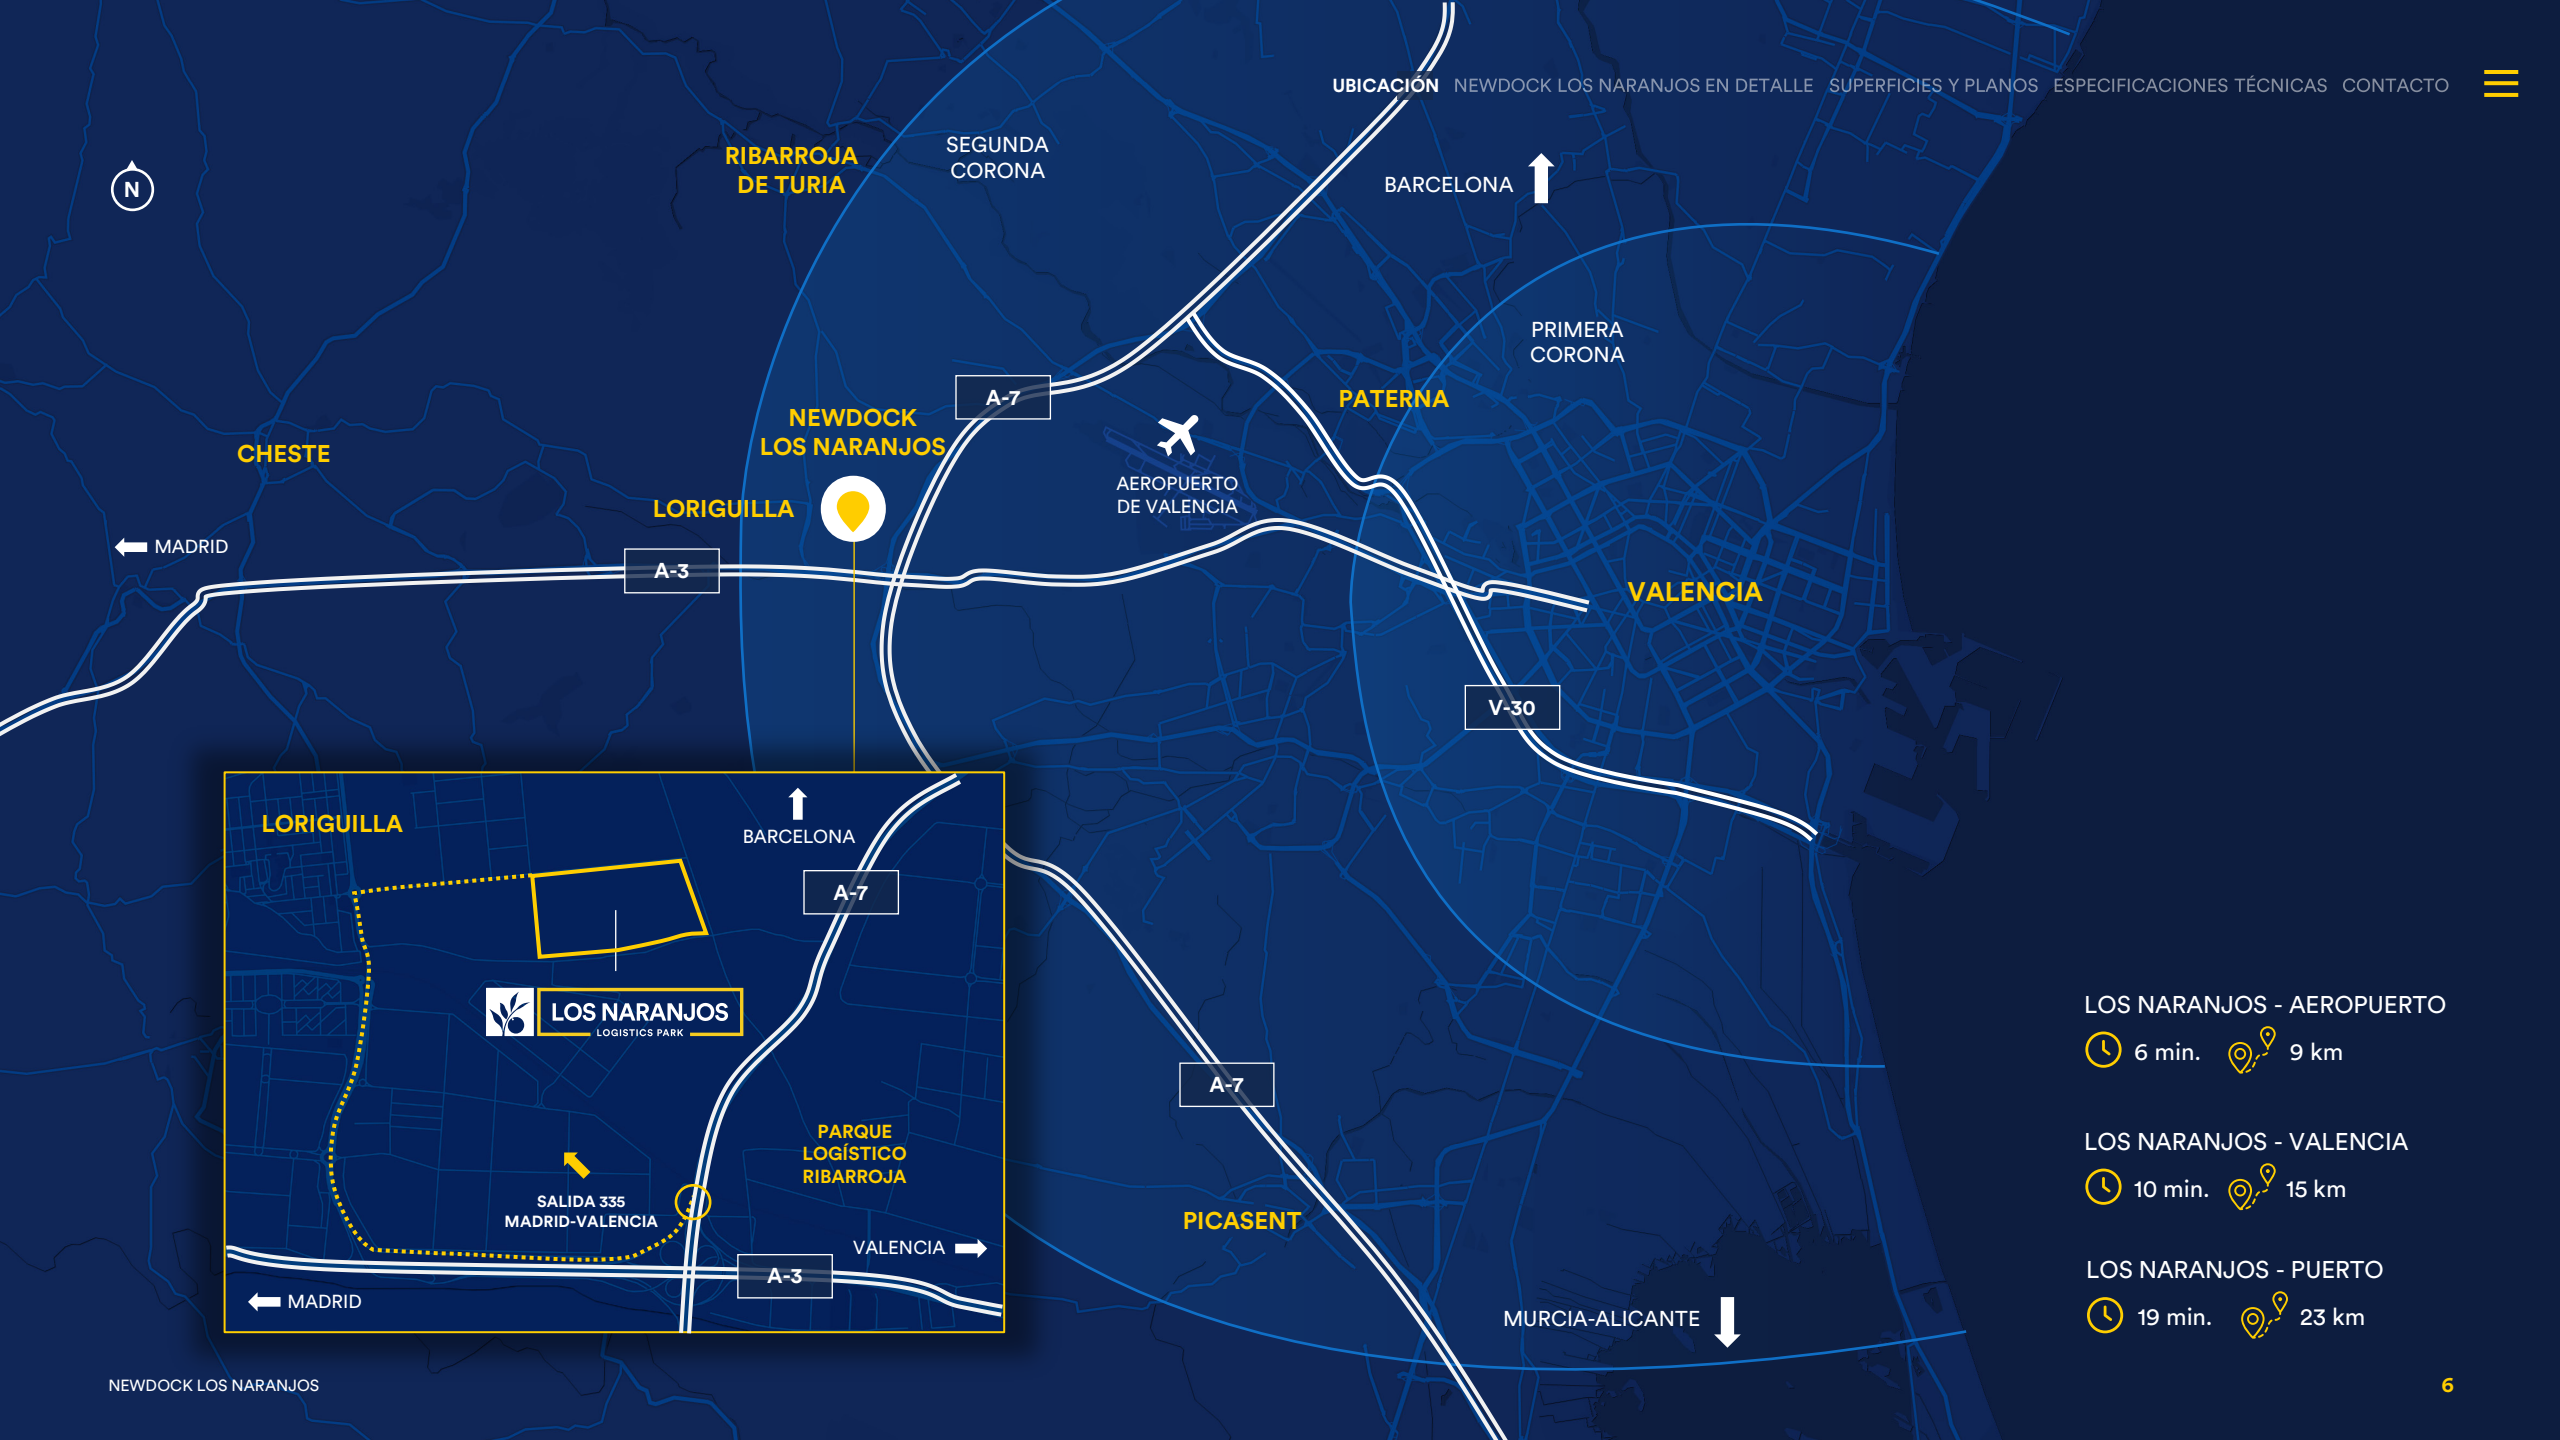 UBICACIÓN NEWDOCK LOS NARANJOS EN DETALLE SUPERFICIES Y PLANOS ESPECIFICACIONES TÉCNICAS CONTACTO
N
RIBARROJA
DE TURIA
SEGUNDA
CORONA
BARCELONA
PRIMERA
CORONA
A-7
PATERNA
NEWDOCK
LOS NARANJOS
CHESTE
AEROPUERTO
DE VALENCIA
LORIGUILLA
MADRID
A-3
VALENCIA
V-30
LORIGUILLA
BARCELONA
A-7
LOS NARANJOS
LOGISTICS PARK
PARQUE
LOGÍSTICO
RIBARROJA
SALIDA 335
MADRID-VALENCIA
VALENCIA
A-3
MADRID
A-7
PICASENT
MURCIA-ALICANTE
LOS NARANJOS - AEROPUERTO
6 min. 9 km
LOS NARANJOS - VALENCIA
10 min. 15 km
LOS NARANJOS - PUERTO
19 min. 23 km
NEWDOCK LOS NARANJOS
6